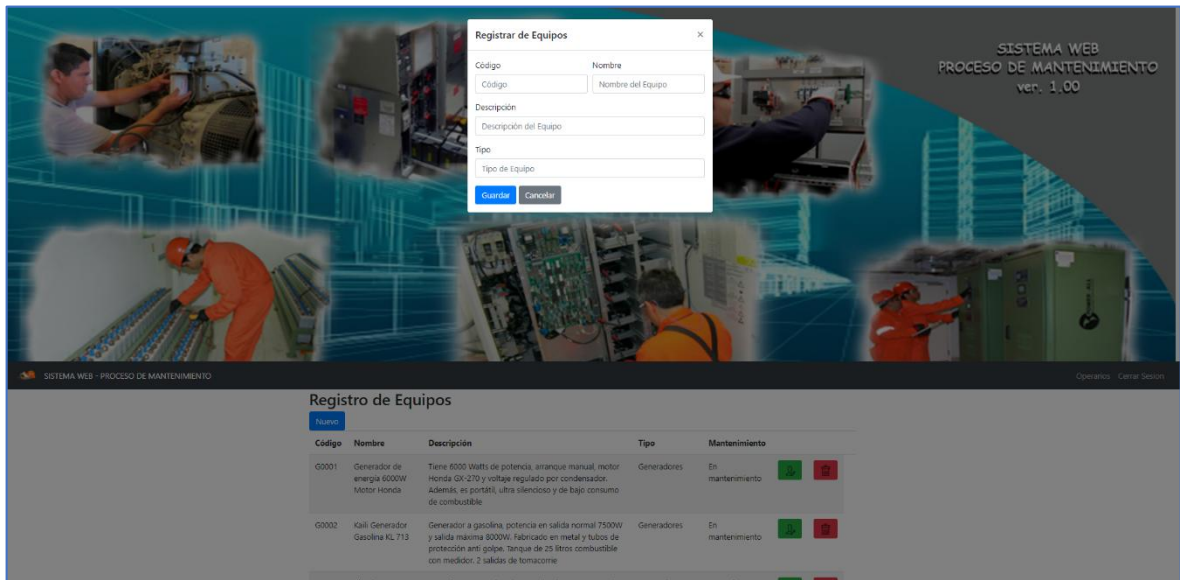 Registrar de Equipos ×
SISTEMA WEB
PROCESO DE MANTENIMIENTO
ver. 1.00
Código Nombre
Código Nombre del Equipo
Descripción
Descripción del Equipo
Tipo
Tipo de Equipo
Guardar Cancelar
SISTEMA WEB - PROCESO DE MANTENIMIENTO Operarios Cerrar Sesion
Registro de Equipos
Nuevo
Código Nombre Descripción Tipo Mantenimiento
G0001 Generador de Tiene 6000 Watts de potencia, arranque manual, motor Generadores En
energía 6000W Honda GX-270 y voltaje regulado por condensador. mantenimiento
Motor Honda Además, es portátil, ultra silencioso y de bajo consumo
de combustible
G0002 Kaili Generador Generador a gasolina, potencia en salida normal 7500W Generadores En
Gasolina KL 713 y salida máxima 8000W. Fabricado en metal y tubos de mantenimiento
protección anti golpe. Tanque de 25 litros combustible
con medidor. 2 salidas de tomacorrie